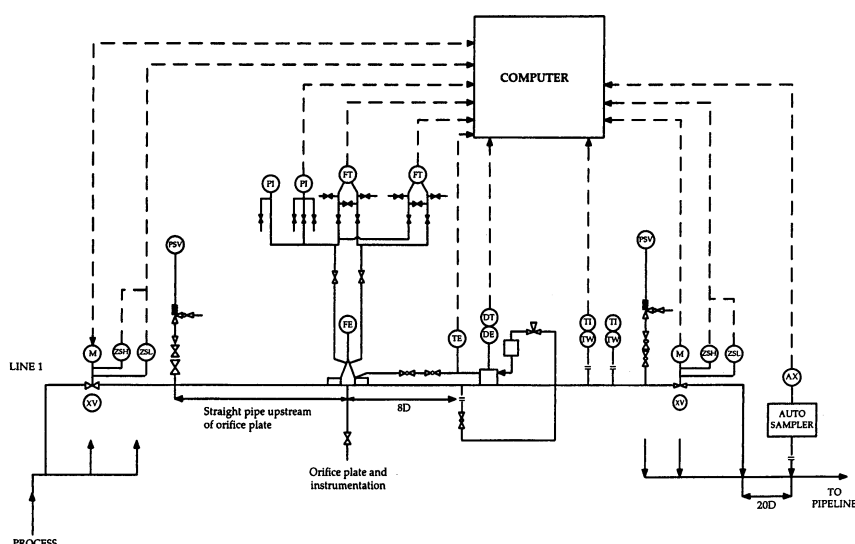 COMPUTER
PI
PI
FT
FT
PSV
PSV
FE
DT
DE
TE
TI
TW
TI
TW
LINE 1
M
ZSH
ZSL
XV
M
ZSH
ZSL
XV
AX
AUTO
SAMPLER
Straight pipe upstream
of orifice plate
8D
Orifice plate and
instrumentation
20D
TO
PIPELINE
PROCESS